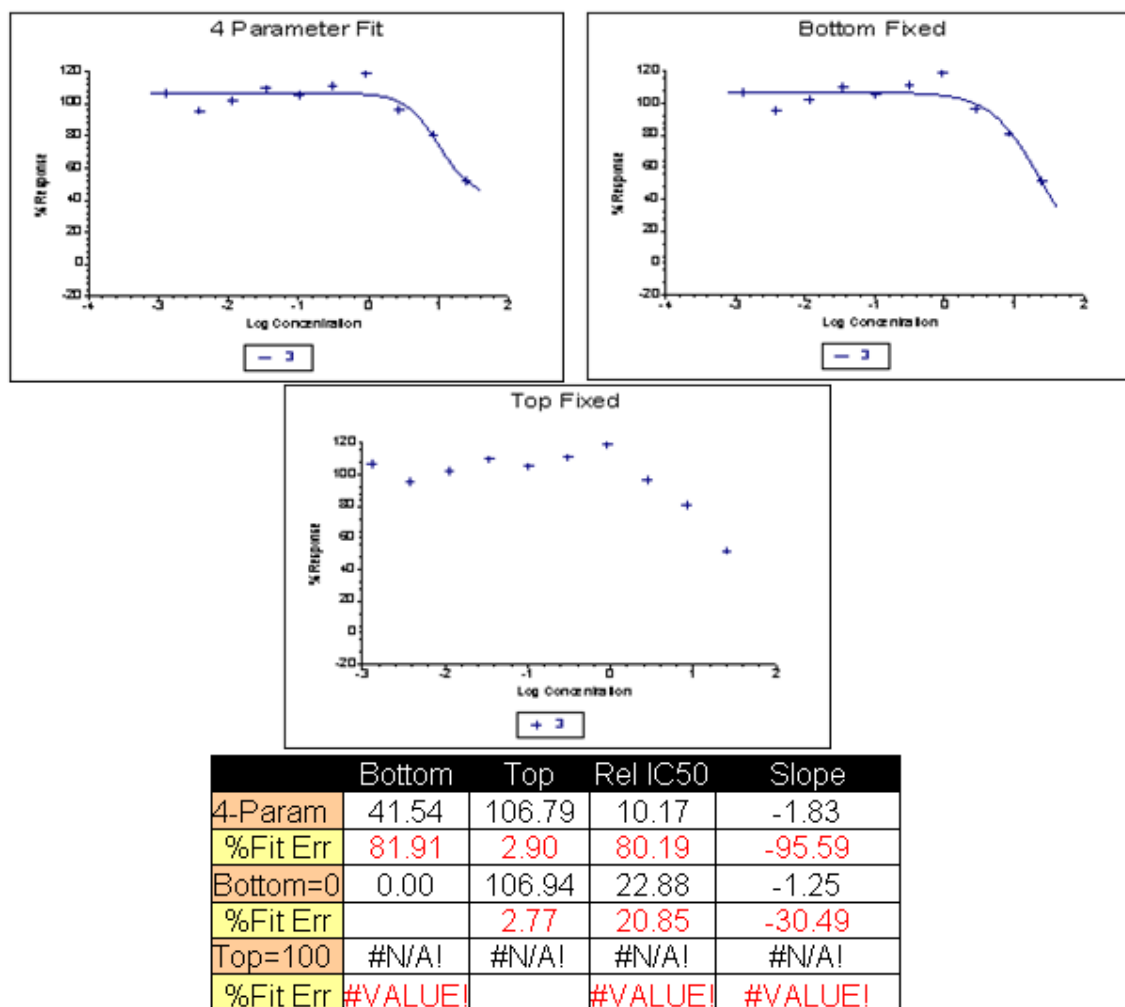 4 Parameter Fit
120
100
80
60
40
20
0
-20
% Response
-4 -3 -2 -1 0 1 2
Log Concentration
3
Bottom Fixed
120
100
80
60
40
20
0
-20
% Response
-4 -3 -2 -1 0 1 2
Log Concentration
3
Top Fixed
120
100
80
60
40
20
0
-20
% Response
-3 -2 -1 0 1 2
Log Concentration
3
Bottom Top Rel IC50 Slope
4-Param 41.54 106.79 10.17 -1.83
%Fit Err 81.91 2.90 80.19 -95.59
Bottom=0 0.00 106.94 22.88 -1.25
%Fit Err 2.77 20.85 -30.49
Top=100 #N/A! #N/A! #N/A! #N/A!
%Fit Err #VALUE! #VALUE! #VALUE!